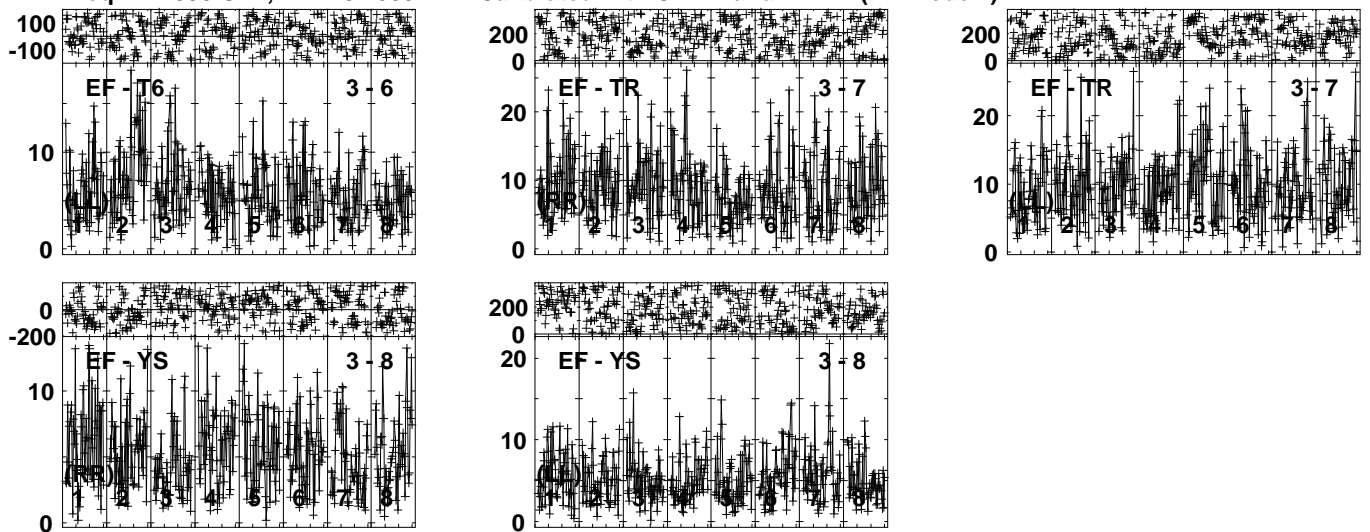 100 200 200
-100 0 0
EF - T6 3 - 6 EF - TR 3 - 7 EF - TR 3 - 7
20 20
10 10 10
(LL) (RR) (LL)
1 2 3 4 5 6 7 8 1 2 3 4 5 6 7 8 1 2 3 4 5 6 7 8
0 0 0
0 200
-200 0
EF - YS 3 - 8 EF - YS 3 - 8
20
10 10
(RR) (LL)
1 2 3 4 5 6 7 8 1 2 3 4 5 6 7 8
0 0